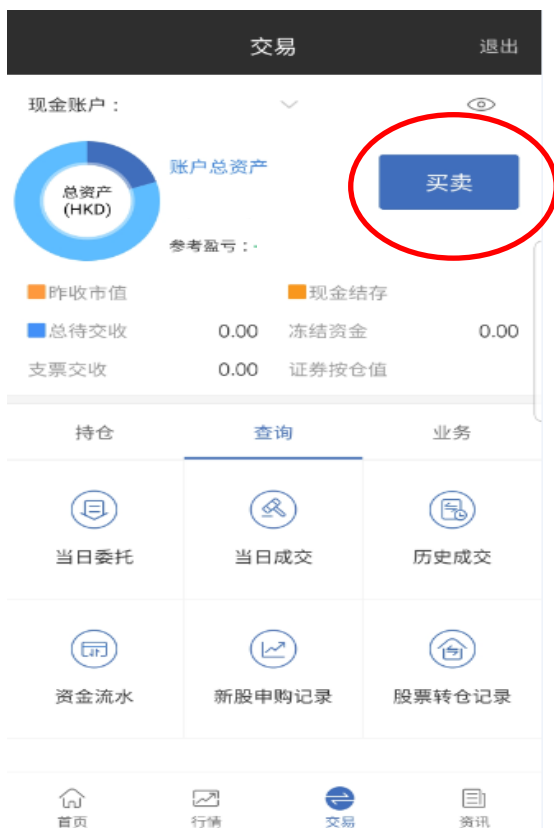 交易 退出
现金账户：
账户总资产
总资产
(HKD)
买卖
参考盈亏：-
昨收市值 现金结存
总待交收 0.00 冻结资金 0.00
支票交收 0.00 证券按仓值
持仓 查询 业务
当日委托 当日成交 历史成交
资金流水 新股申购记录 股票转仓记录
首页 行情 交易 资讯